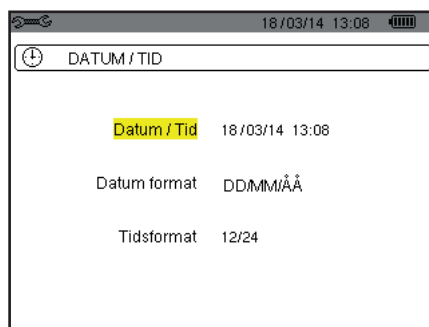 18/03/14 13:08
DATUM / TID
Datum / Tid 18/03/14 13:08
Datum format DD/MM/ÅÅ
Tidsformat 12/24